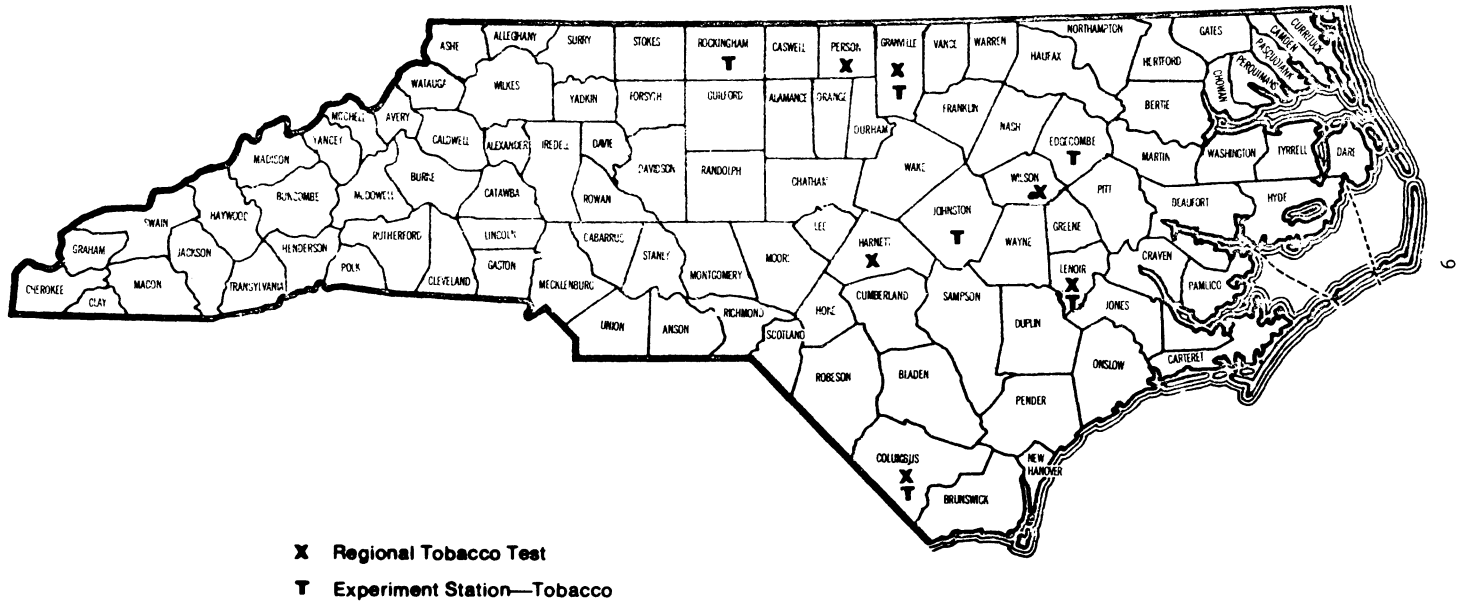 ASHE
ALLEGHANY
SURRY
STOKES
ROCKINGHAM
T
CASWELL
PERSON
X
GRANVILLE
X
T
VANCE
WARREN
NORTHAMPTON
HALIFAX
GATES
HERTFORD
CURRITUCK
CAMDEN
PASQUOTANK
PERQUIMANS
CHOWAN
BERTIE
WATAUGA
WILKES
YADKIN
FORSYTH
GUILFORD
ALAMANCE
ORANGE
DURHAM
FRANKLIN
NASH
EDGECOMBE
T
MARTIN
WASHINGTON
TYRRELL
DARE
MITCHELL
AVERY
YANCEY
CALDWELL
ALEXANDER
IREDELL
DAVIE
DAVIDSON
RANDOLPH
CHATHAM
WAKE
WILSON
X
PITT
BEAUFORT
HYDE
MADISON
BUNCOMBE
McDOWELL
BURKE
CATAWBA
ROWAN
JOHNSTON
T
WAYNE
GREENE
SWAIN
HAYWOOD
GRAHAM
JACKSON
HENDERSON
RUTHERFORD
LINCOLN
CABARRUS
STANLY
MONTGOMERY
MOORE
LEE
HARNETT
X
LENOIR
X
T
CRAVEN
PAMLICO
CHEROKEE
CLAY
MACON
TRANSYLVANIA
POLK
CLEVELAND
GASTON
MECKLENBURG
UNION
ANSON
RICHMOND
SCOTLAND
HOKE
CUMBERLAND
SAMPSON
DUPLIN
JONES
ONSLOW
CARTERET
ROBESON
BLADEN
PENDER
COLUMBUS
X
T
BRUNSWICK
NEW
HANOVER
9
X Regional Tobacco Test
T Experiment Station—Tobacco